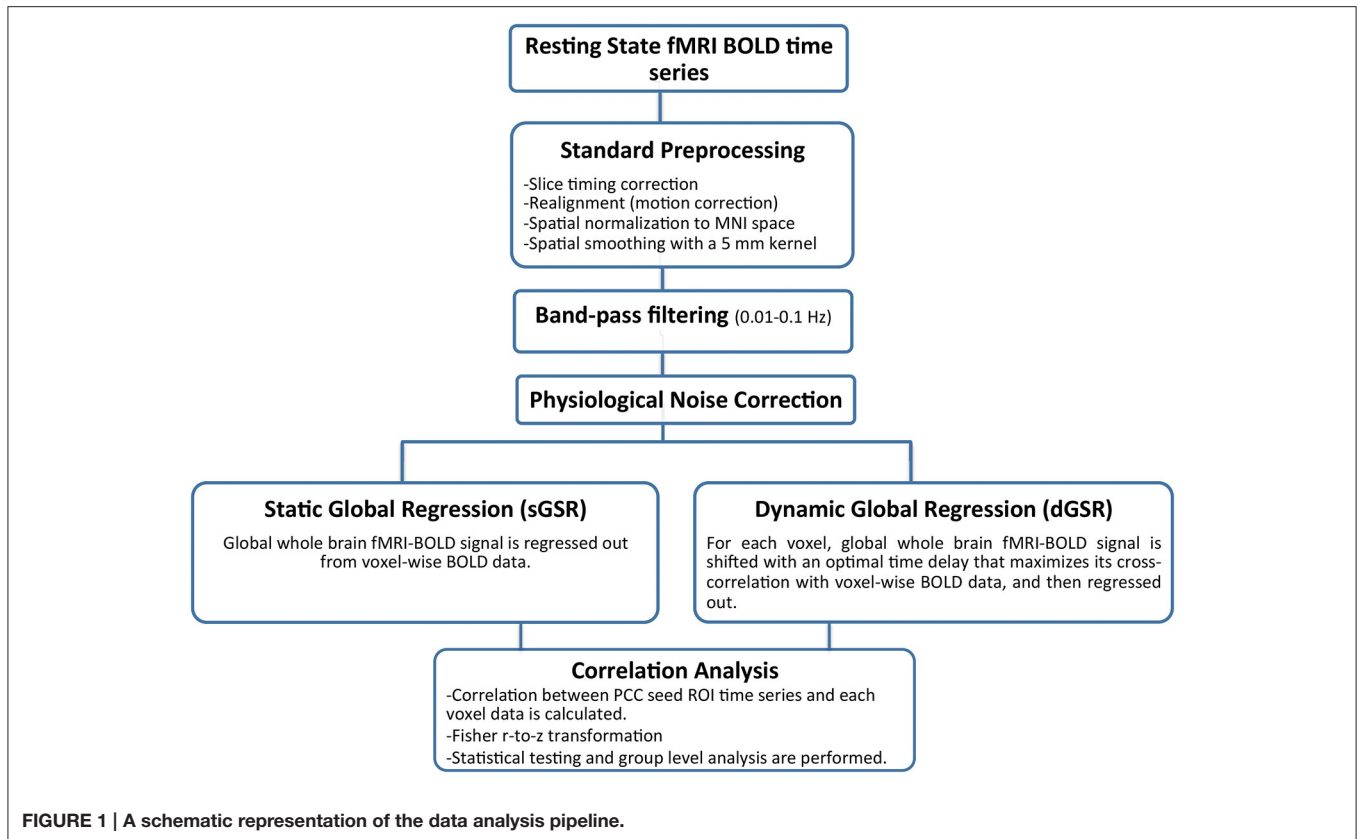 Resting State fMRI BOLD time
series
Standard Preprocessing
-Slice timing correction
-Realignment (motion correction)
-Spatial normalization to MNI space
-Spatial smoothing with a 5 mm kernel
Band-pass filtering (0.01-0.1 Hz)
Physiological Noise Correction
Static Global Regression (sGSR)
Global whole brain fMRI-BOLD signal is regressed out
from voxel-wise BOLD data.
Dynamic Global Regression (dGSR)
For each voxel, global whole brain fMRI-BOLD signal is
shifted with an optimal time delay that maximizes its cross-
correlation with voxel-wise BOLD data, and then regressed
out.
Correlation Analysis
-Correlation between PCC seed ROI time series and each
voxel data is calculated.
-Fisher r-to-z transformation
-Statistical testing and group level analysis are performed.
FIGURE 1 | A schematic representation of the data analysis pipeline.